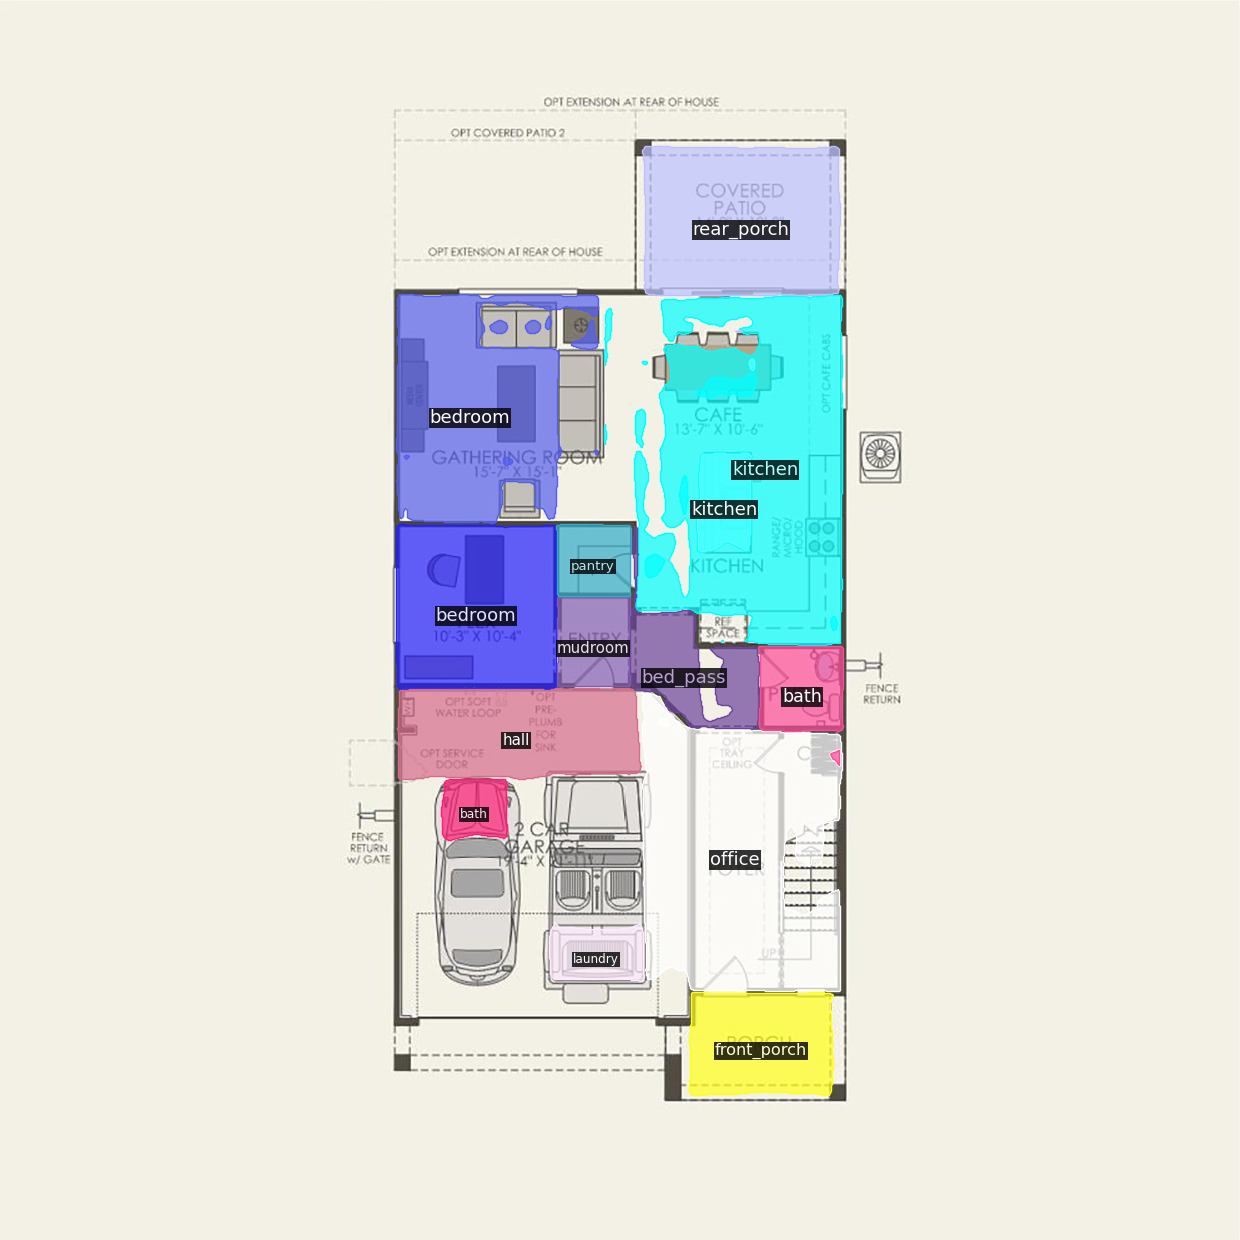 OPT EXTENSION AT REAR OF HOUSE
OPT COVERED PATIO 2
COVERED
PATIO
rear_porch
OPT EXTENSION AT REAR OF HOUSE
OPT CAFE CABS
bedroom
CAFE
13'-7" X 10'-6"
GATHERING ROOM
15'-7" X 15'-1"
kitchen
kitchen
RANGE/
MICRO/
HOOD
KITCHEN
pantry
bedroom
10'-3" X 10'-4"
ENTRY
mudroom
REF
SPACE
bed_pass
bath
FENCE
RETURN
OPT SOFT
WATER LOOP
OPT
PRE-
PLUMB
FOR
SINK
hall
OPT SERVICE
DOOR
OPT
TRAY
CEILING
bath
2 CAR
GARAGE
FENCE
RETURN
w/ GATE
office
FOYER
UP
laundry
PORCH
front_porch